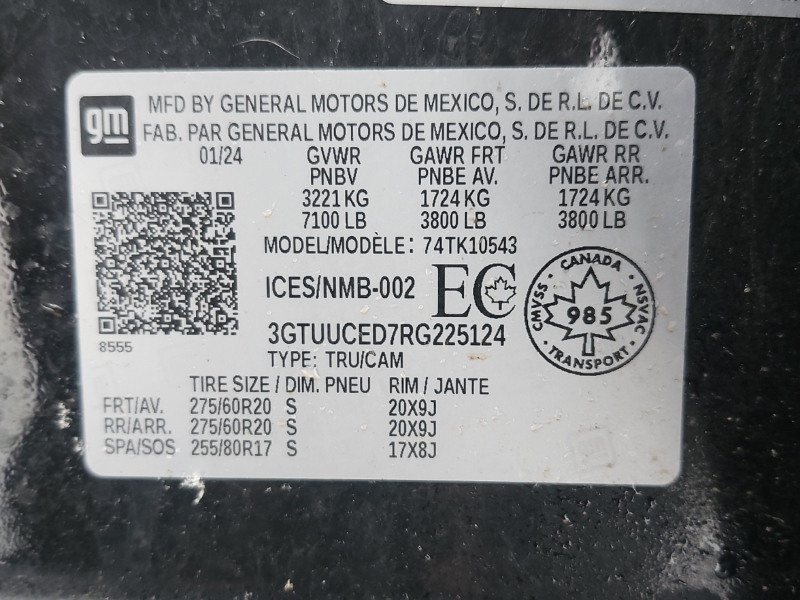 gm
MFD BY GENERAL MOTORS DE MEXICO, S. DE R.L. DE C.V.
FAB. PAR GENERAL MOTORS DE MEXICO, S. DE R.L. DE C.V.
01/24 GVWR GAWR FRT GAWR RR
PNBV PNBE AV. PNBE ARR.
3221 KG 1724 KG 1724 KG
7100 LB 3800 LB 3800 LB
MODEL/MODÈLE: 74TK10543
ICES/NMB-002 EC
CANADA
CMVSS · NSVAC
985
TRANSPORT
3GTUUCED7RG225124
8555
TYPE: TRU/CAM
TIRE SIZE / DIM. PNEU RIM / JANTE
FRT/AV. 275/60R20 S 20X9J
RR/ARR. 275/60R20 S 20X9J
SPA/SOS 255/80R17 S 17X8J